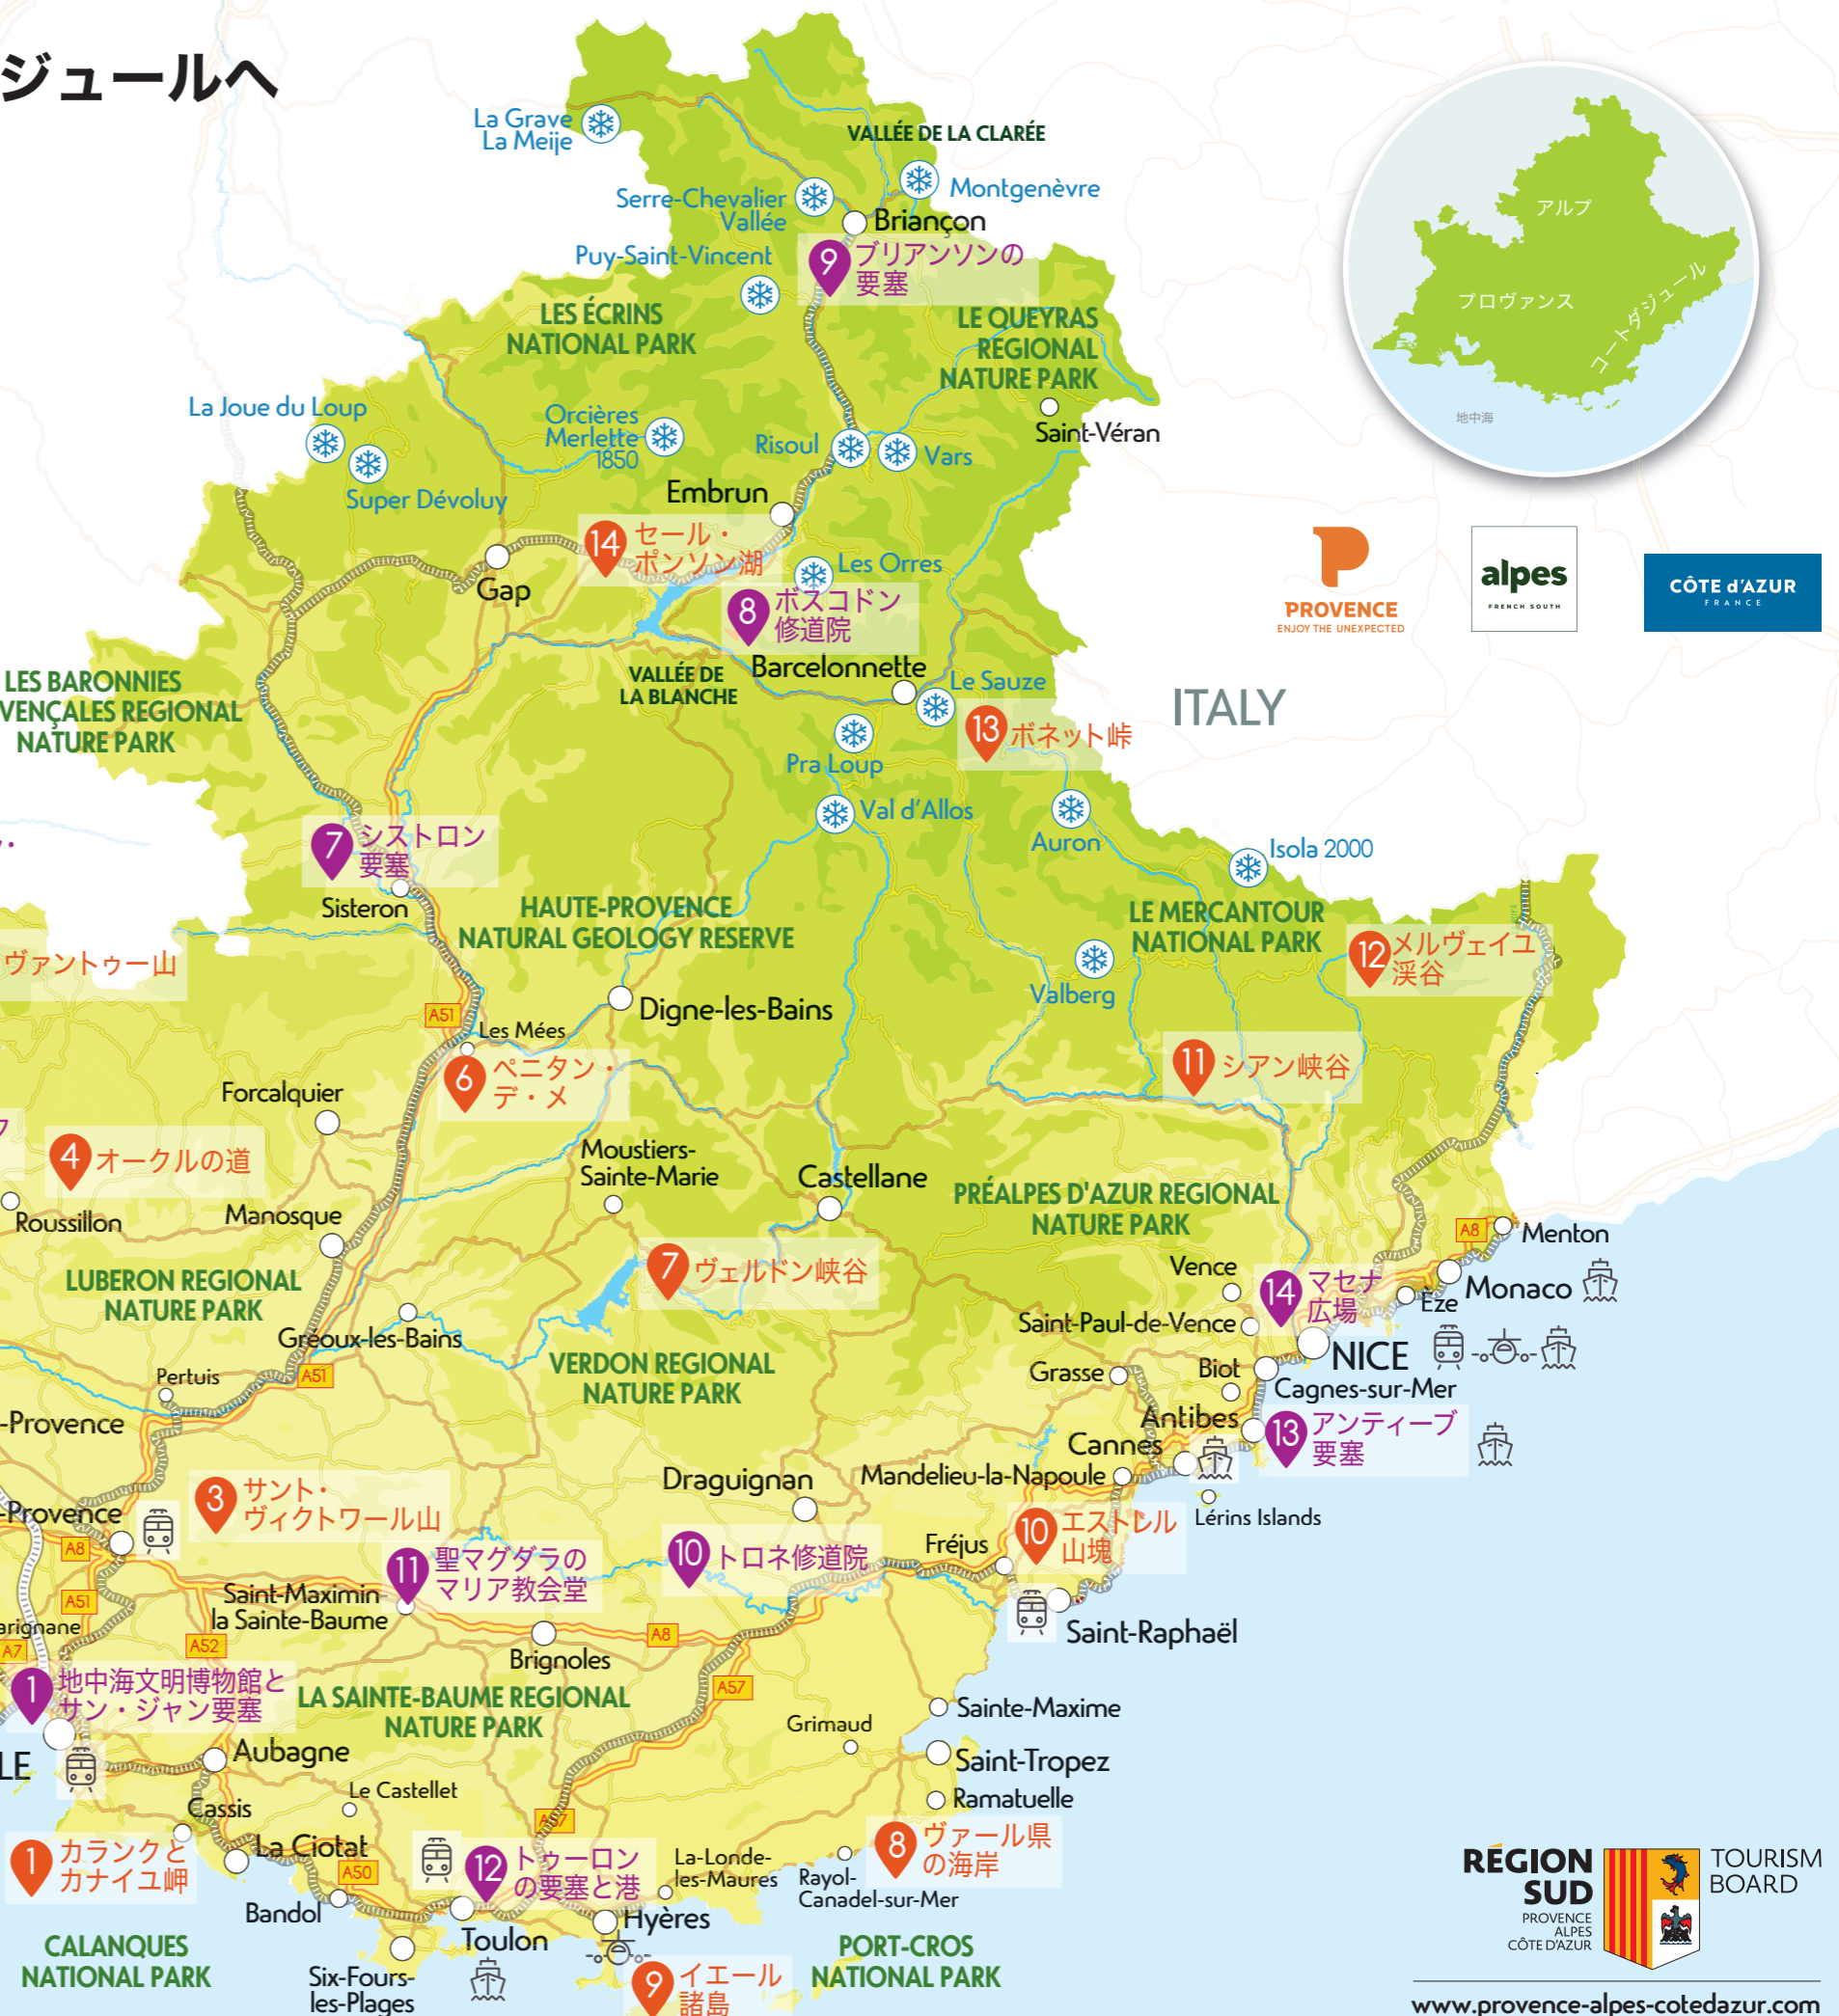 ジュールへ
La Grave
La Meije
VALLÉE DE LA CLARÉE
Serre-Chevalier
Vallée
Montgenèvre
Briançon
Puy-Saint-Vincent
9
ブリアンソンの
要塞
LES ÉCRINS
NATIONAL PARK
LE QUEYRAS
REGIONAL
NATURE PARK
Saint-Véran
アルプ
プロヴァンス
コートダジュール
地中海
La Joue du Loup
Super Dévoluy
Orcières
Merlette
1850
Risoul
Vars
Embrun
14
セール・
ポンソン湖
Gap
Les Orres
8
ボスコドン
修道院
PROVENCE
ENJOY THE UNEXPECTED
alpes
FRENCH SOUTH
CÔTE d'AZUR
FRANCE
LES BARONNIES
VENÇALES REGIONAL
NATURE PARK
VALLÉE DE
LA BLANCHE
Barcelonnette
Le Sauze
ITALY
13
ボネット峠
Pra Loup
Val d'Allos
Auron
Isola 2000
7
システロン
要塞
Sisteron
HAUTE-PROVENCE
NATURAL GEOLOGY RESERVE
LE MERCANTOUR
NATIONAL PARK
12
メルヴェイユ
渓谷
ヴァントゥー山
Valberg
A51
Digne-les-Bains
Les Mées
6
ペニタン・
デ・メ
11
シアン峡谷
Forcalquier
4
オークルの道
Moustiers-
Sainte-Marie
Castellane
PRÉALPES D'AZUR REGIONAL
NATURE PARK
Roussillon
Manosque
A8
Menton
7
ヴェルドン峡谷
Vence
14
マセナ
広場
Monaco
Èze
LUBERON REGIONAL
NATURE PARK
Gréoux-les-Bains
Saint-Paul-de-Vence
NICE
VERDON REGIONAL
NATURE PARK
Grasse
Biot
Cagnes-sur-Mer
Pertuis
A51
-Provence
Antibes
13
アンティーブ
要塞
Cannes
Mandelieu-la-Napoule
Lérins Islands
3
サント・
ヴィクトワール山
Draguignan
-Provence
A8
10
エストレル
山塊
Fréjus
11
聖マグダラの
マリア教会堂
10
トロネ修道院
A51
Saint-Maximin
la Sainte-Baume
arignane
A7
A52
Brignoles
A8
Saint-Raphaël
1
地中海文明博物館と
サン・ジャン要塞
LA SAINTE-BAUME REGIONAL
NATURE PARK
A57
Sainte-Maxime
Grimaud
LE
Aubagne
Saint-Tropez
Le Castellet
Ramatuelle
Cassis
A57
1
カランクと
カナイユ岬
La Ciotat
A50
12
トゥーロン
の要塞と港
La-Londe-
les-Maures
Rayol-
Canadel-sur-Mer
8
ヴァール県
の海岸
Bandol
Toulon
Hyères
CALANQUES
NATIONAL PARK
Six-Fours-
les-Plages
9
イエール
諸島
PORT-CROS
NATIONAL PARK
RÉGION
SUD
PROVENCE
ALPES
CÔTE D'AZUR
TOURISM
BOARD
www.provence-alpes-cotedazur.com